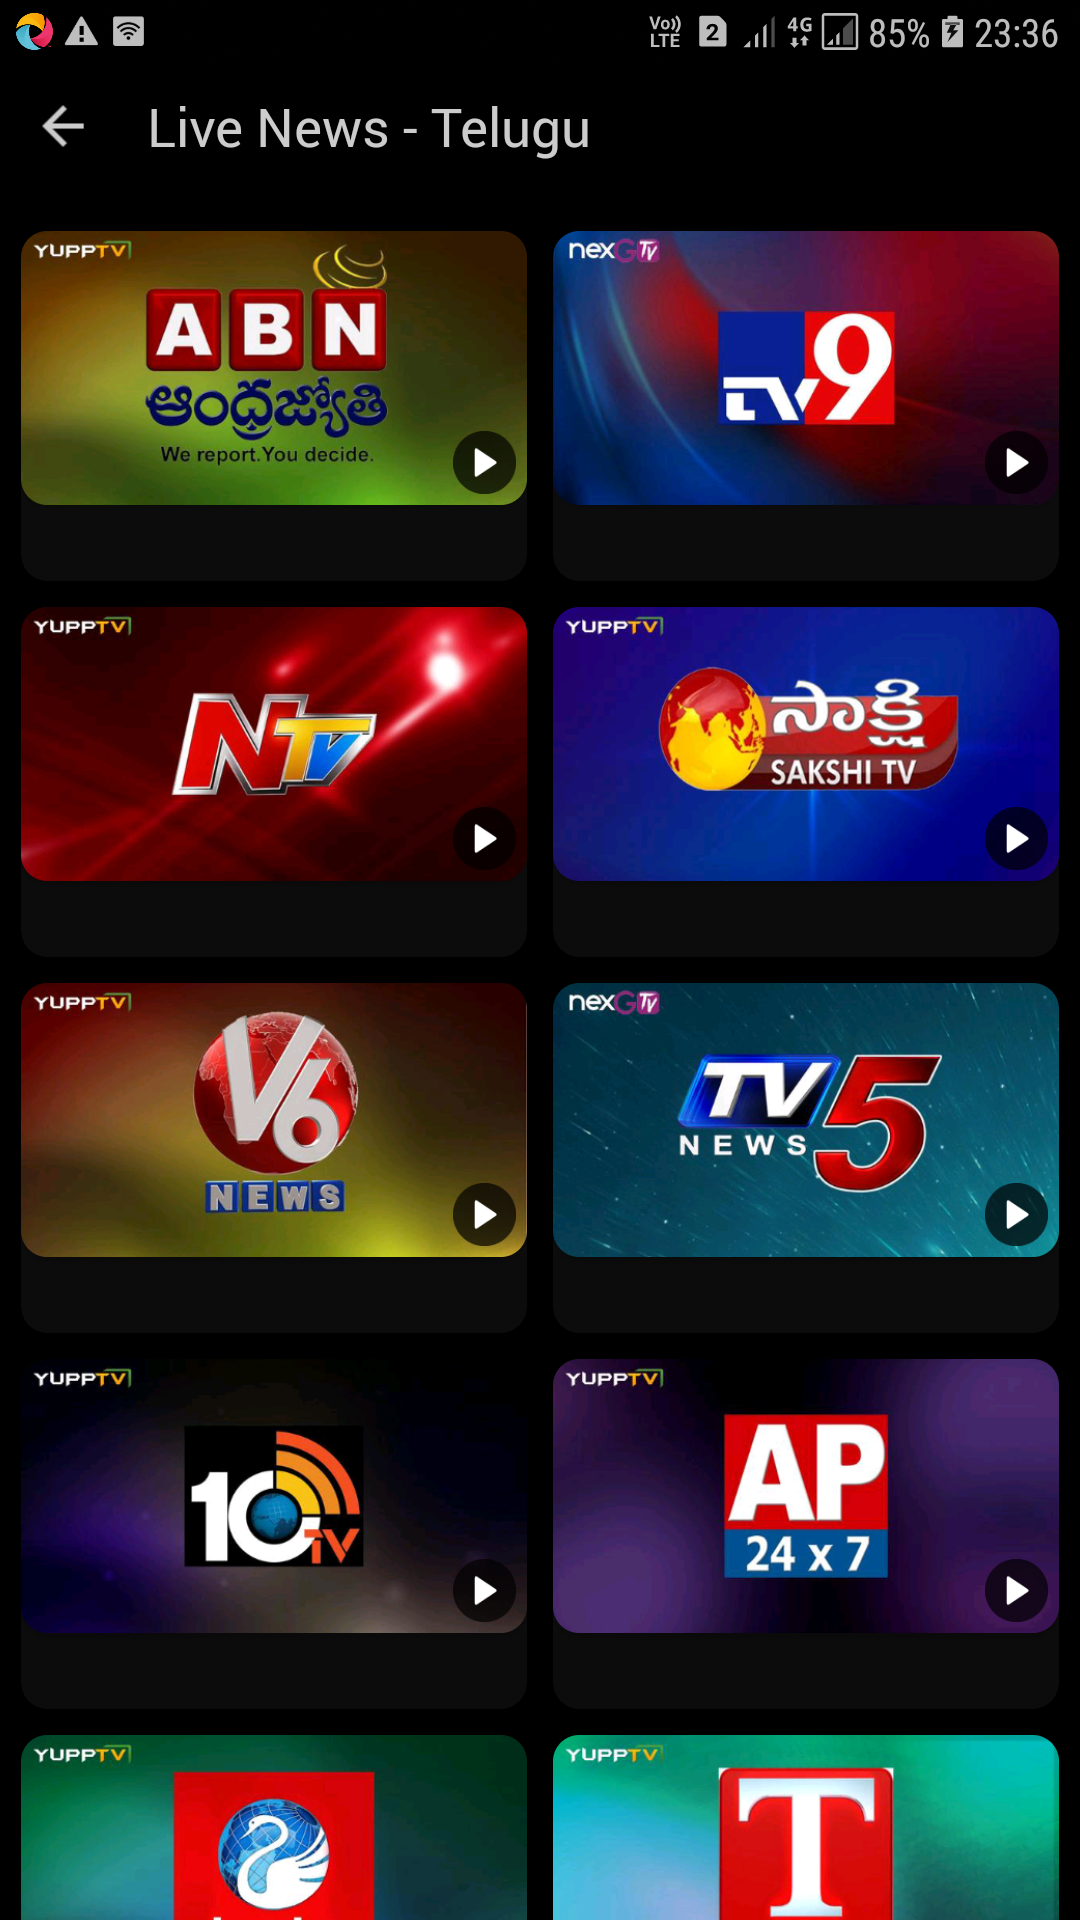 Vo)) LTE 2 4G 85% 23:36
Live News - Telugu
YUPPTV
ABN
ఆంధ్రజ్యోతి
We report.You decide.
nexGTv
TV9
YUPPTV
NTV
YUPPTV
సాక్షి
SAKSHI TV
YUPPTV
V6
NEWS
nexGTv
TV5
NEWS
YUPPTV
10TV
YUPPTV
AP
24 x 7
YUPPTV
YUPPTV
T